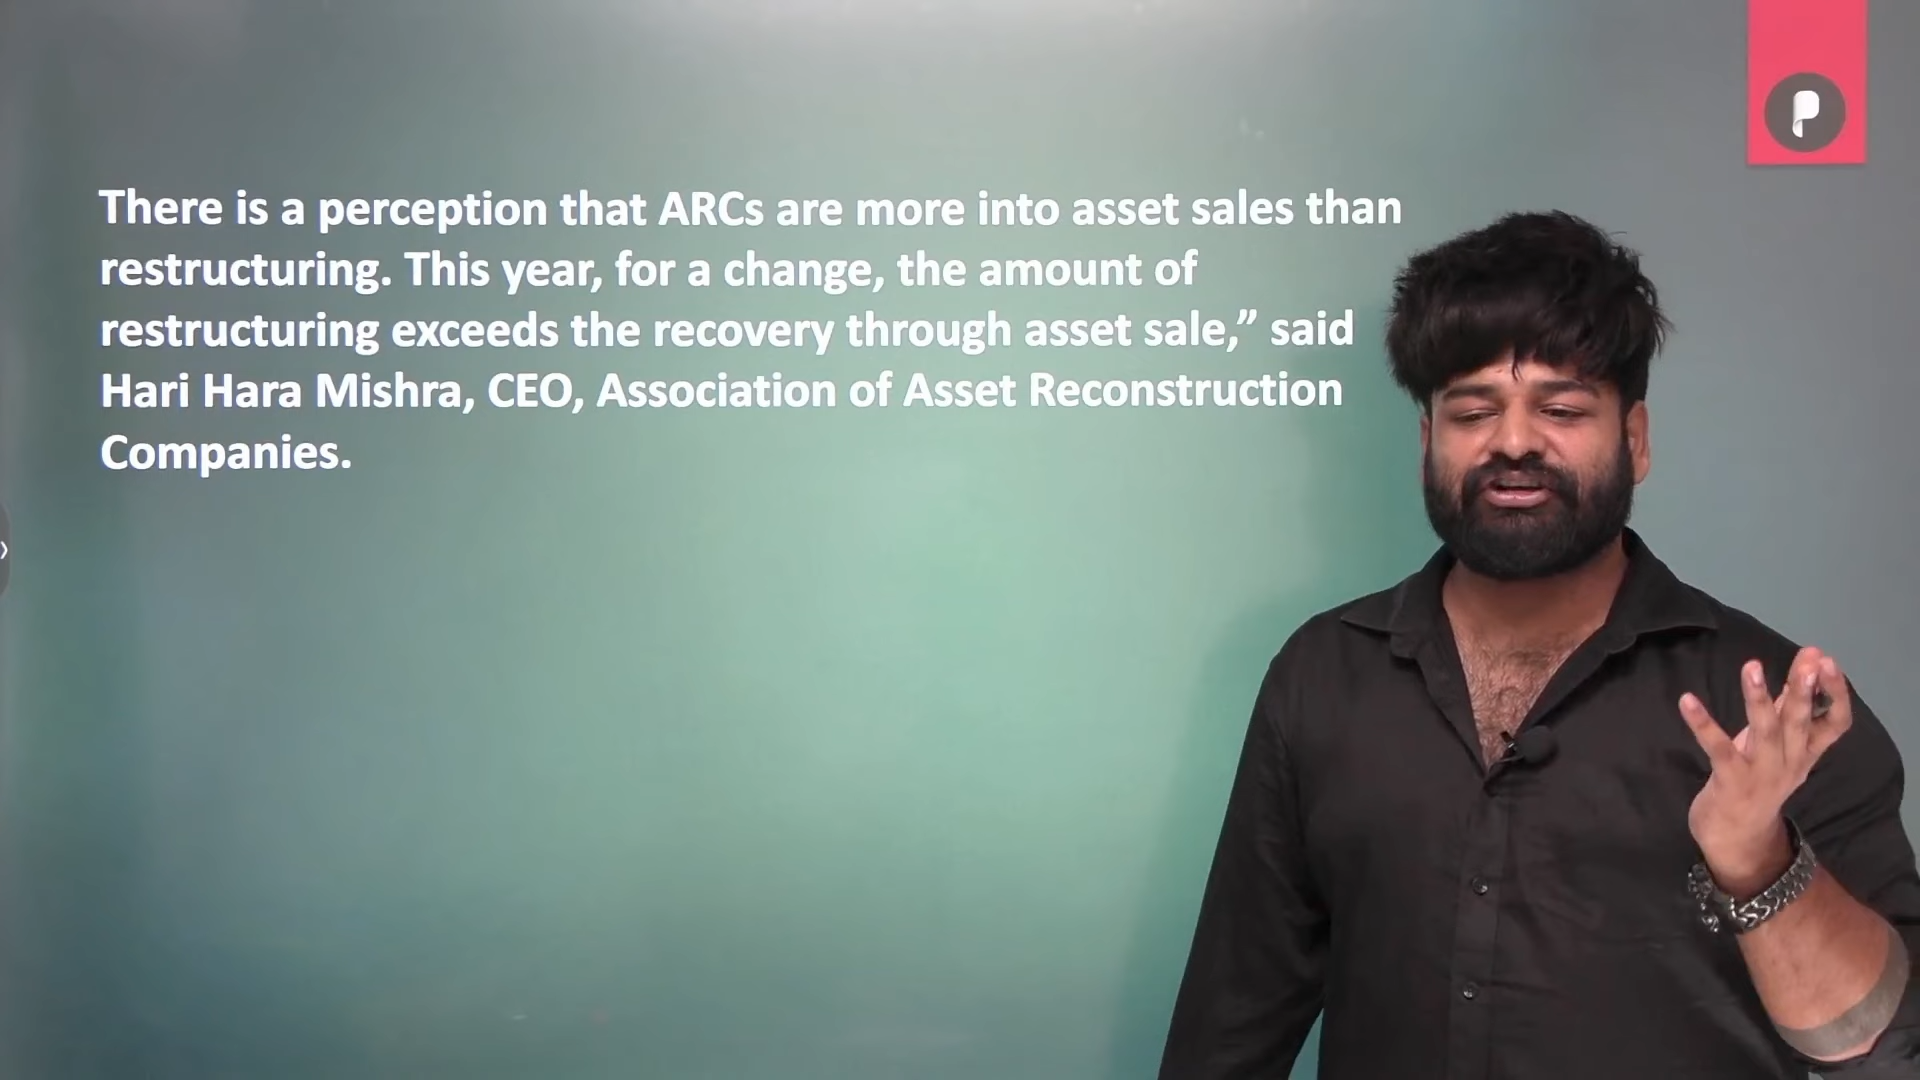 There is a perception that ARCs are more into asset sales than
restructuring. This year, for a change, the amount of
restructuring exceeds the recovery through asset sale,” said
Hari Hara Mishra, CEO, Association of Asset Reconstruction
Companies.